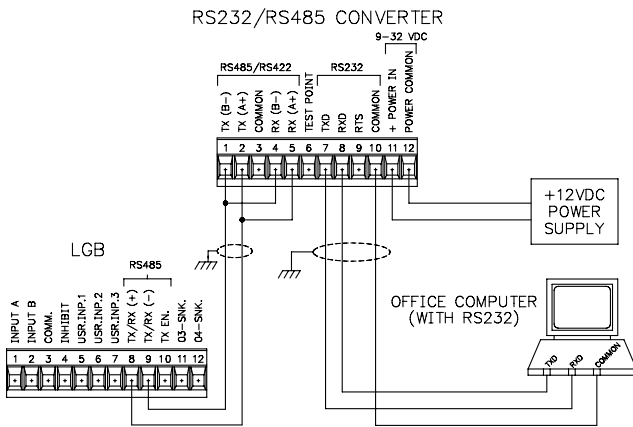 RS232/RS485 CONVERTER
9-32 VDC
RS485/RS422
RS232
TX (B-)
TX (A+)
COMMON
RX (B-)
RX (A+)
TEST POINT
TXD
RXD
RTS
COMMON
+ POWER IN
POWER COMMON
1 2 3 4 5 6 7 8 9 10 11 12
+12VDC
POWER
SUPPLY
LGB
RS485
INPUT A
INPUT B
COMM.
INHIBIT
USR.INP.1
USR.INP.2
USR.INP.3
TX/RX (+)
TX/RX (-)
TX EN.
O3-SNK.
O4-SNK.
1 2 3 4 5 6 7 8 9 10 11 12
OFFICE COMPUTER
(WITH RS232)
TXD
RXD
COMMON